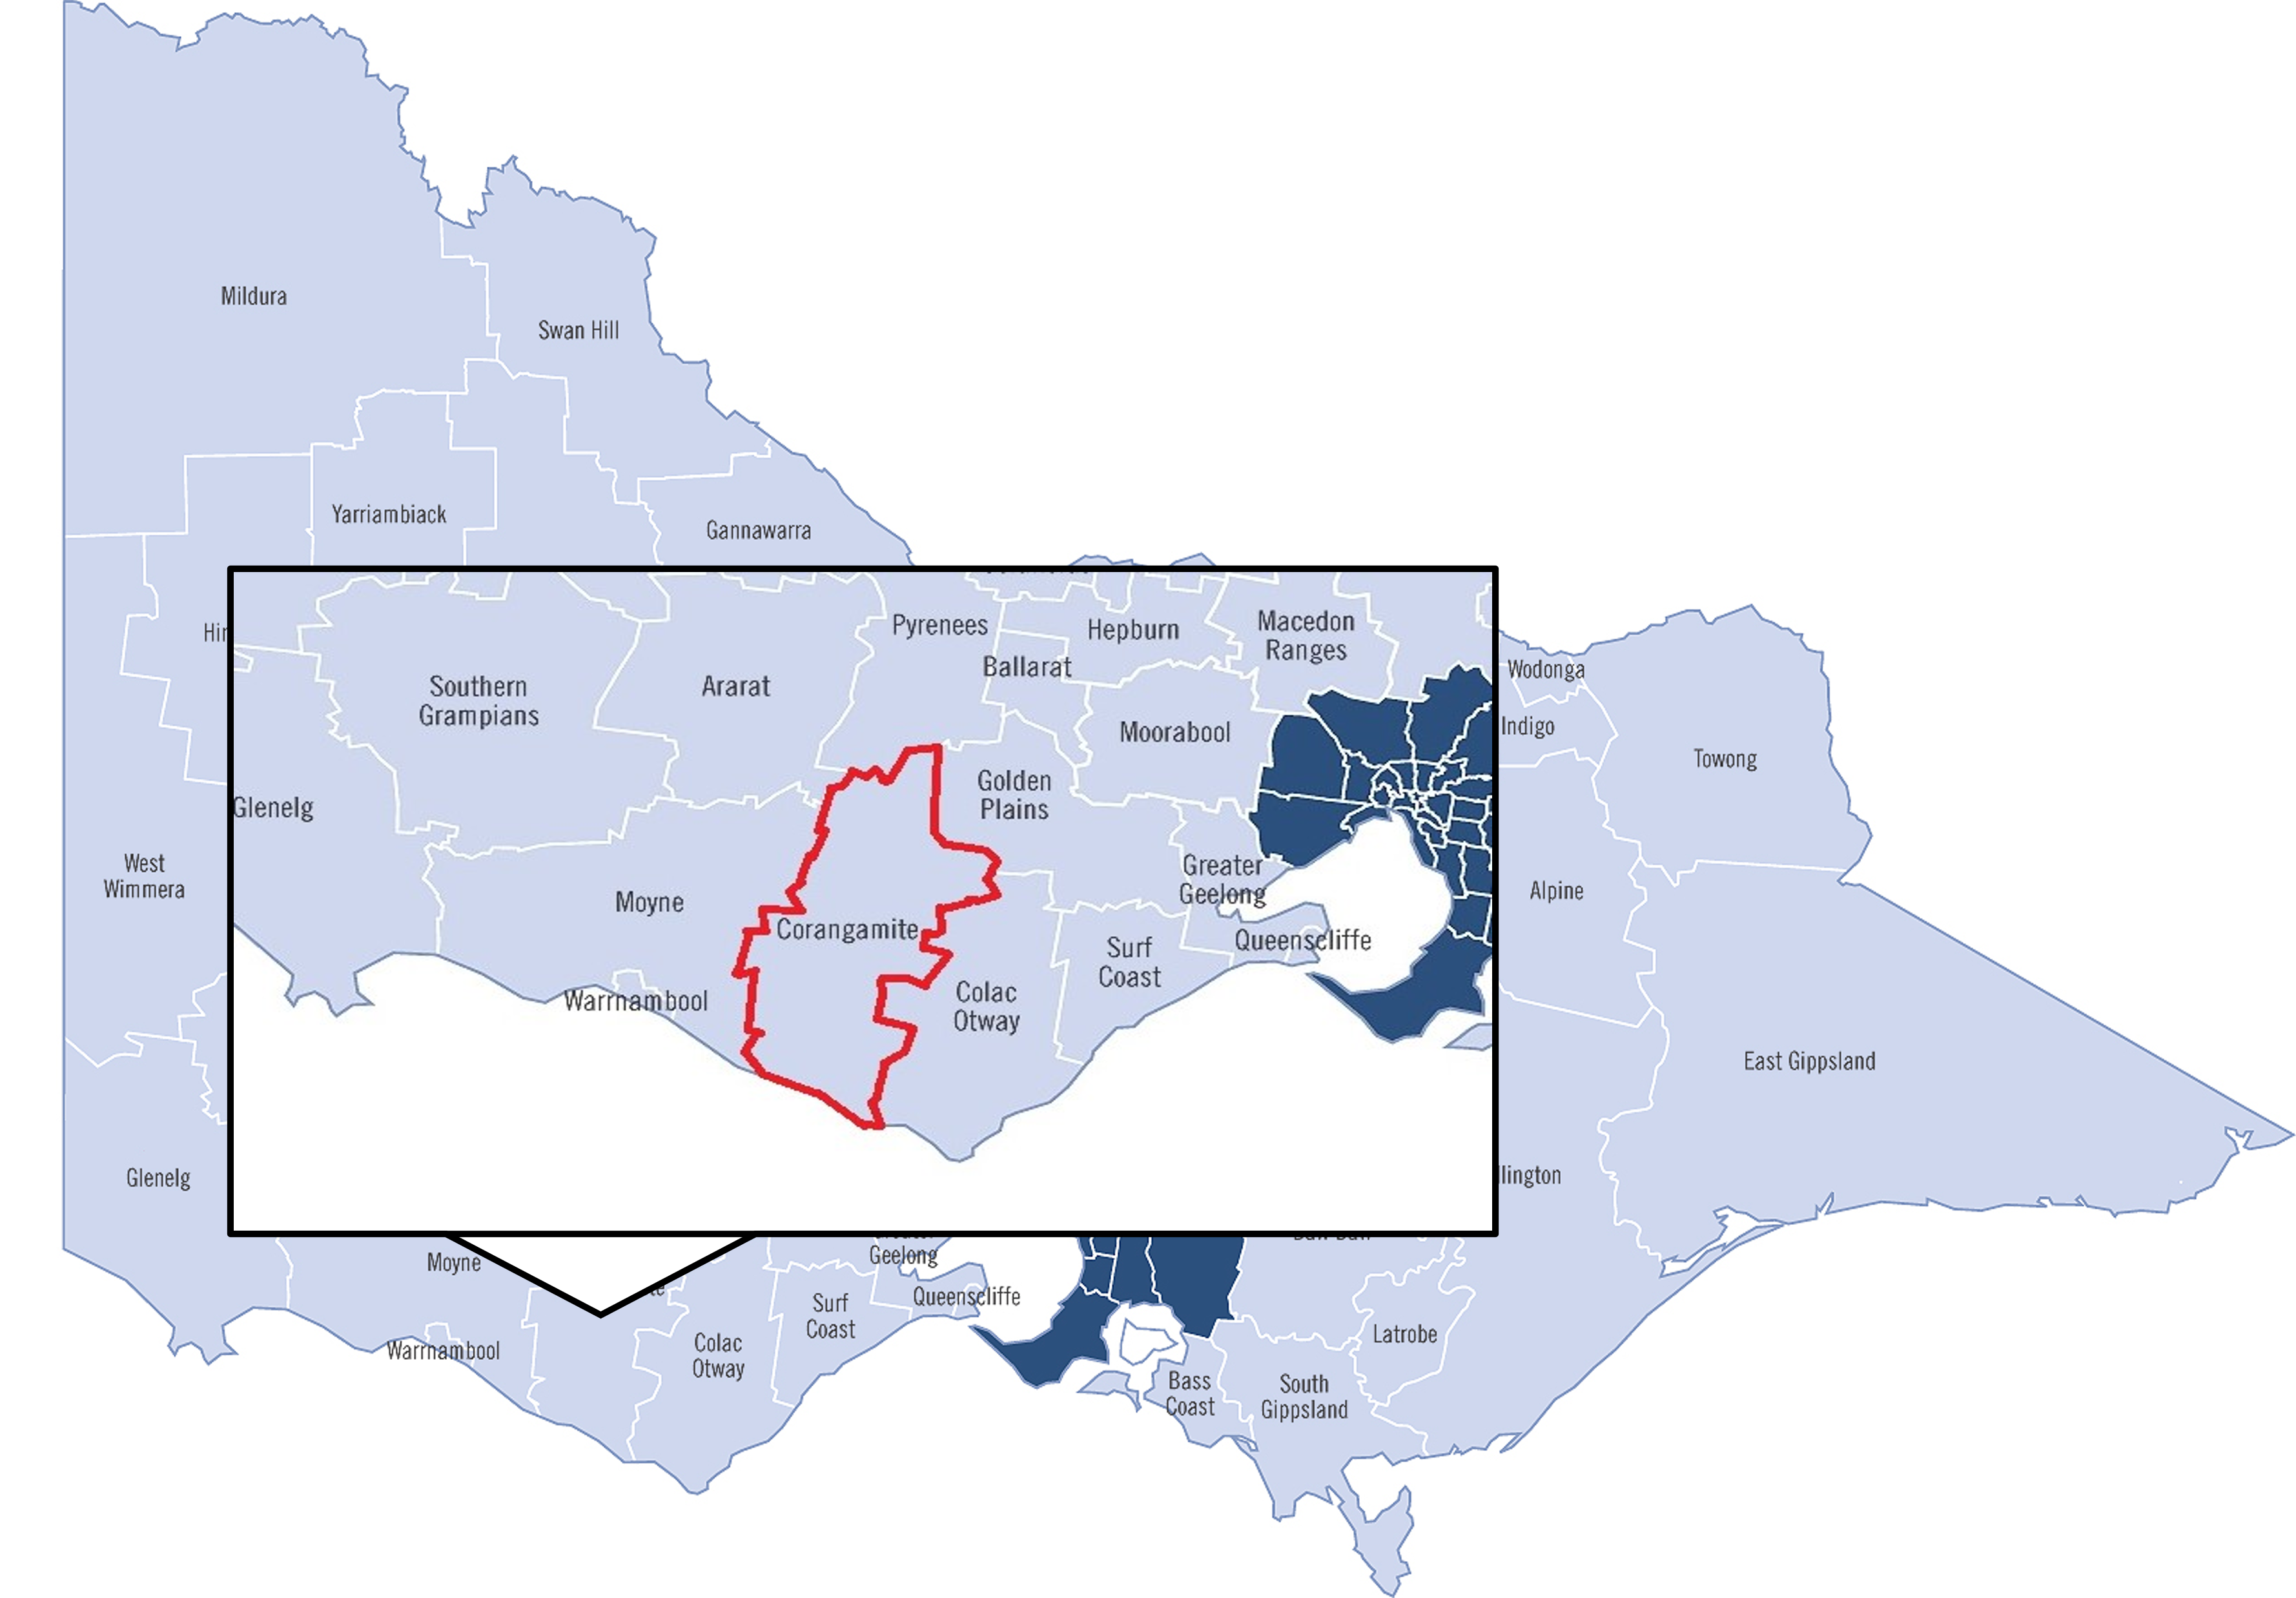 Mildura
Swan Hill
Yarriambiack
Gannawarra
Hin
West
Wimmera
Glenelg
Pyrenees
Hepburn
Macedon
Ranges
Ballarat
Southern
Grampians
Ararat
Moorabool
Golden
Plains
Glenelg
Greater
Geelong
Moyne
Corangamite
Queenscliffe
Surf
Coast
Warrnambool
Colac
Otway
Wodonga
Indigo
Towong
Alpine
East Gippsland
llington
Moyne
Geelong
Queenscliffe
Surf
Coast
Warrnambool
Colac
Otway
Latrobe
Bass
Coast
South
Gippsland